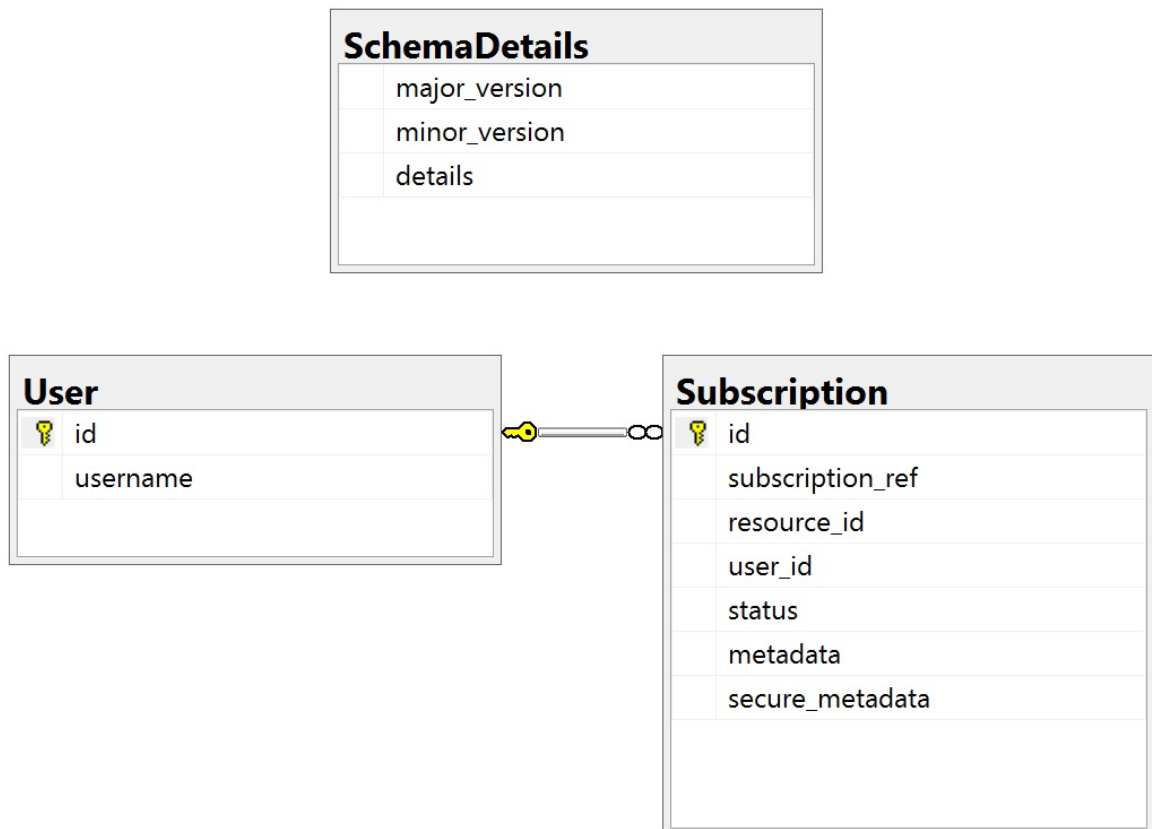 SchemaDetails
major_version
minor_version
details
User
id
username
Subscription
id
subscription_ref
resource_id
user_id
status
metadata
secure_metadata